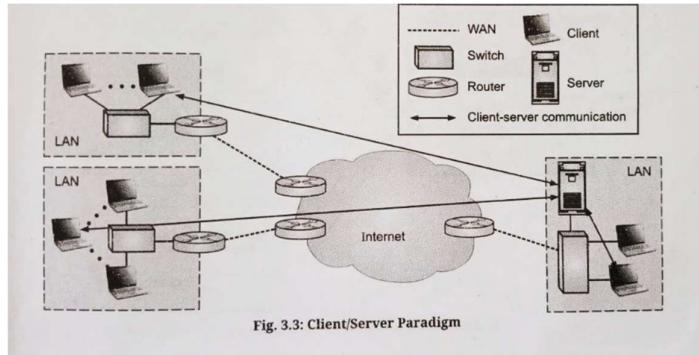 WAN
Client
Switch
Server
Router
Client-server communication
LAN
LAN
LAN
Internet
Fig. 3.3: Client/Server Paradigm